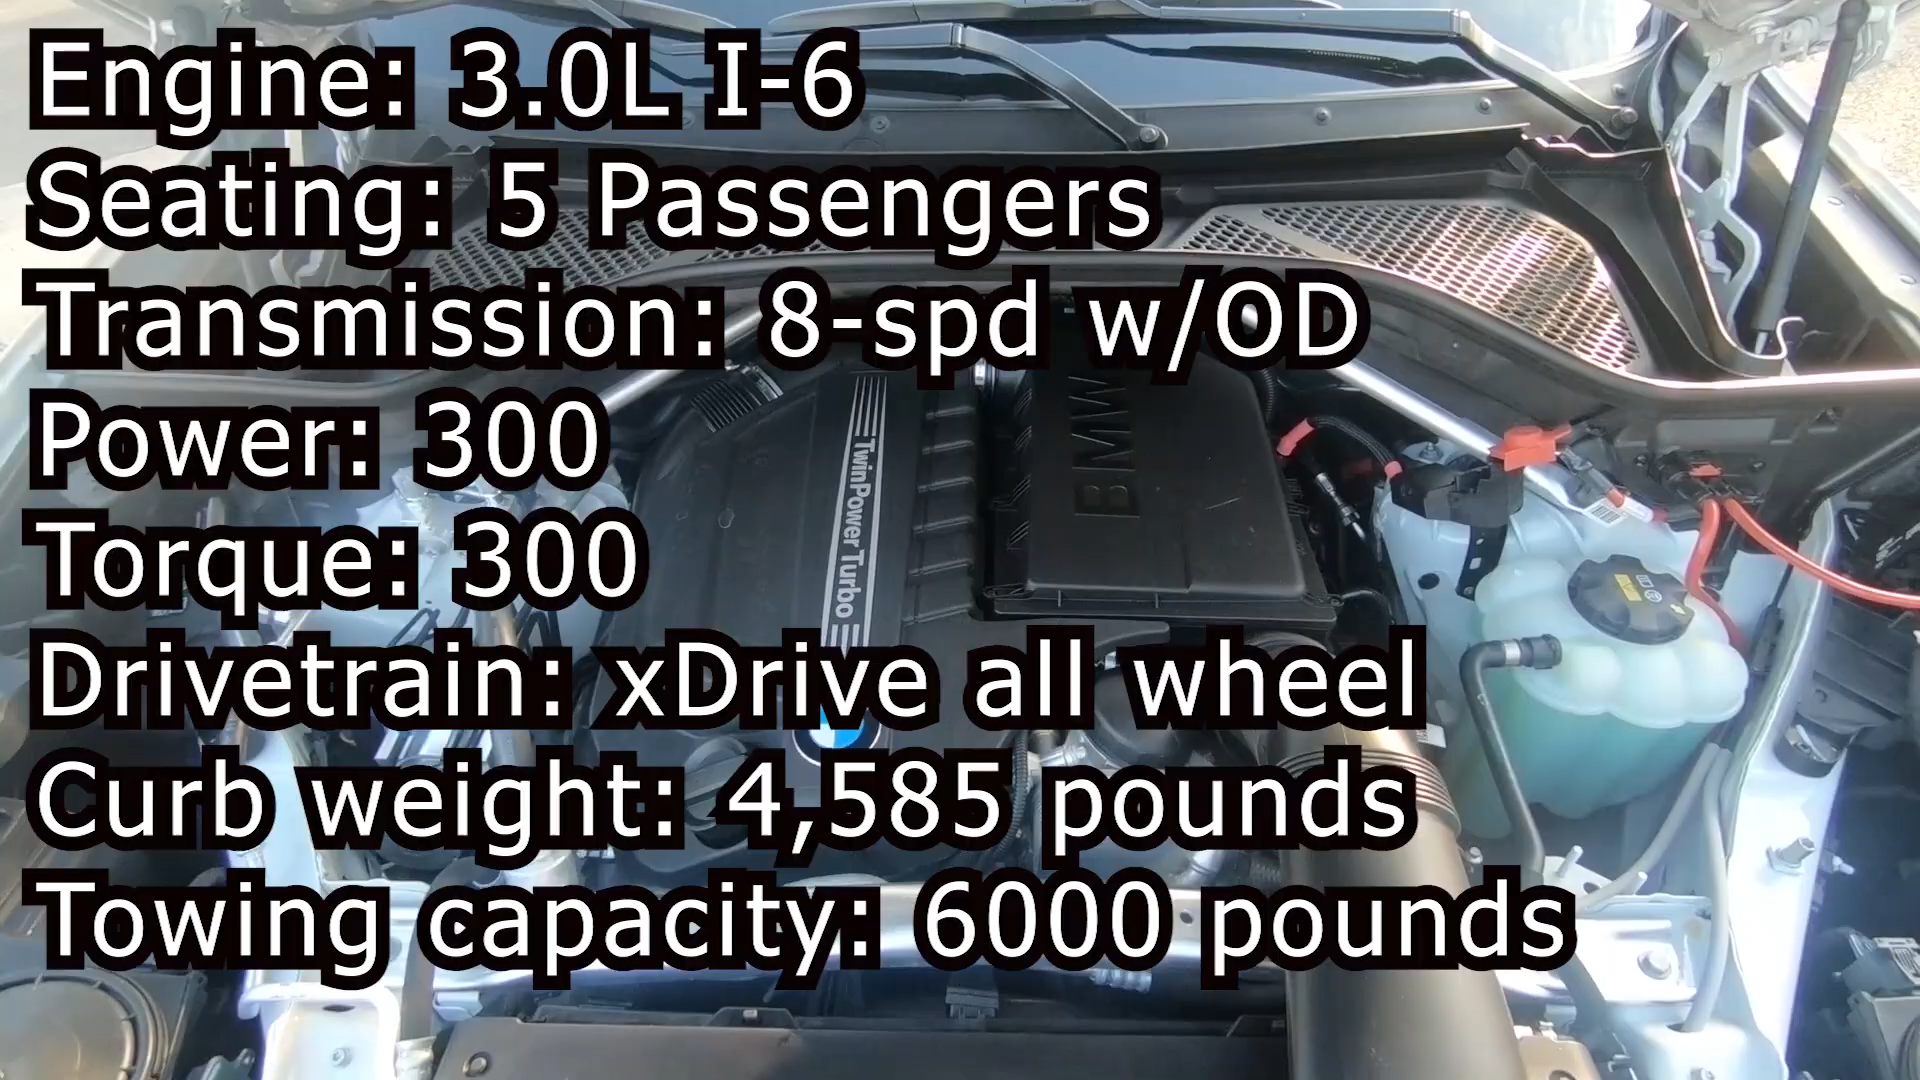 Engine: 3.0L I-6
Seating: 5 Passengers
Transmission: 8-spd w/OD
Power: 300
Torque: 300
Drivetrain: xDrive all wheel
Curb weight: 4,585 pounds
Towing capacity: 6000 pounds
TwinPower Turbo
BMW